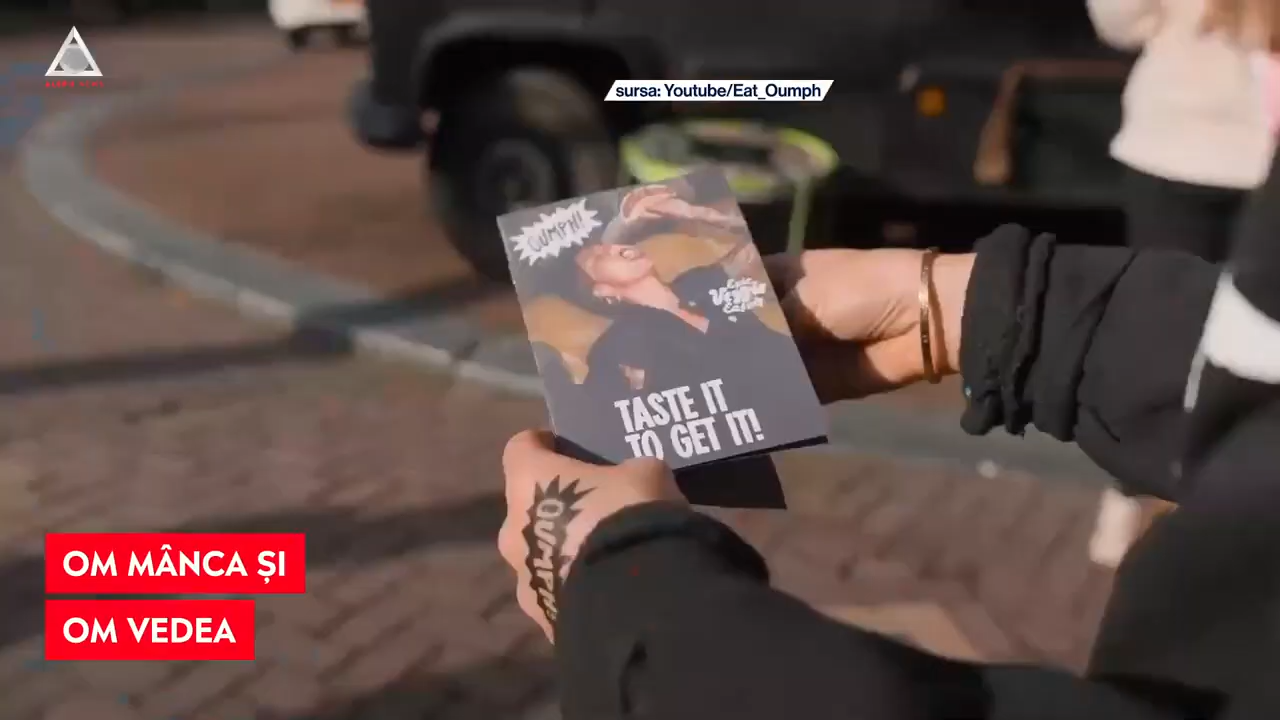 sursa: Youtube/Eat_Oumph
OUMPH!
TASTE IT
TO GET IT!
OUMPH!
OM MÂNCA ȘI
OM VEDEA